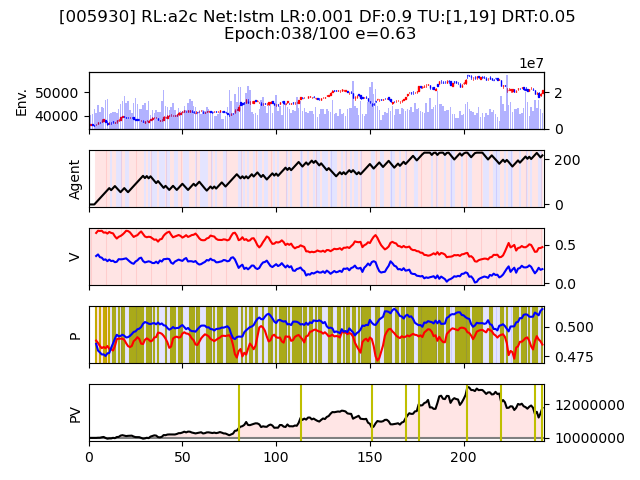 [005930] RL:a2c Net:lstm LR:0.001 DF:0.9 TU:[1,19] DRT:0.05
Epoch:038/100 e=0.63
1e7
Env.
50000
40000
2
0
Agent
200
0
V
0.5
0.0
P
0.500
0.475
PV
12000000
10000000
0
50
100
150
200